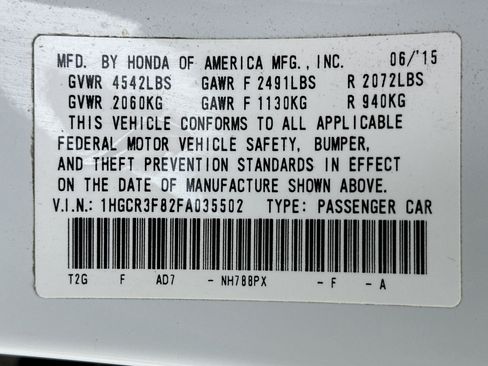 MFD. BY HONDA OF AMERICA MFG., INC. 06/'15
GVWR 4542LBS GAWR F 2491LBS R 2072LBS
GVWR 2060KG GAWR F 1130KG R 940KG
THIS VEHICLE CONFORMS TO ALL APPLICABLE
FEDERAL MOTOR VEHICLE SAFETY, BUMPER,
AND THEFT PREVENTION STANDARDS IN EFFECT
ON THE DATE OF MANUFACTURE SHOWN ABOVE.
V.I.N.: 1HGCR3F82FA035502 TYPE: PASSENGER CAR
T2G F AD7 - NH788PX - F - A